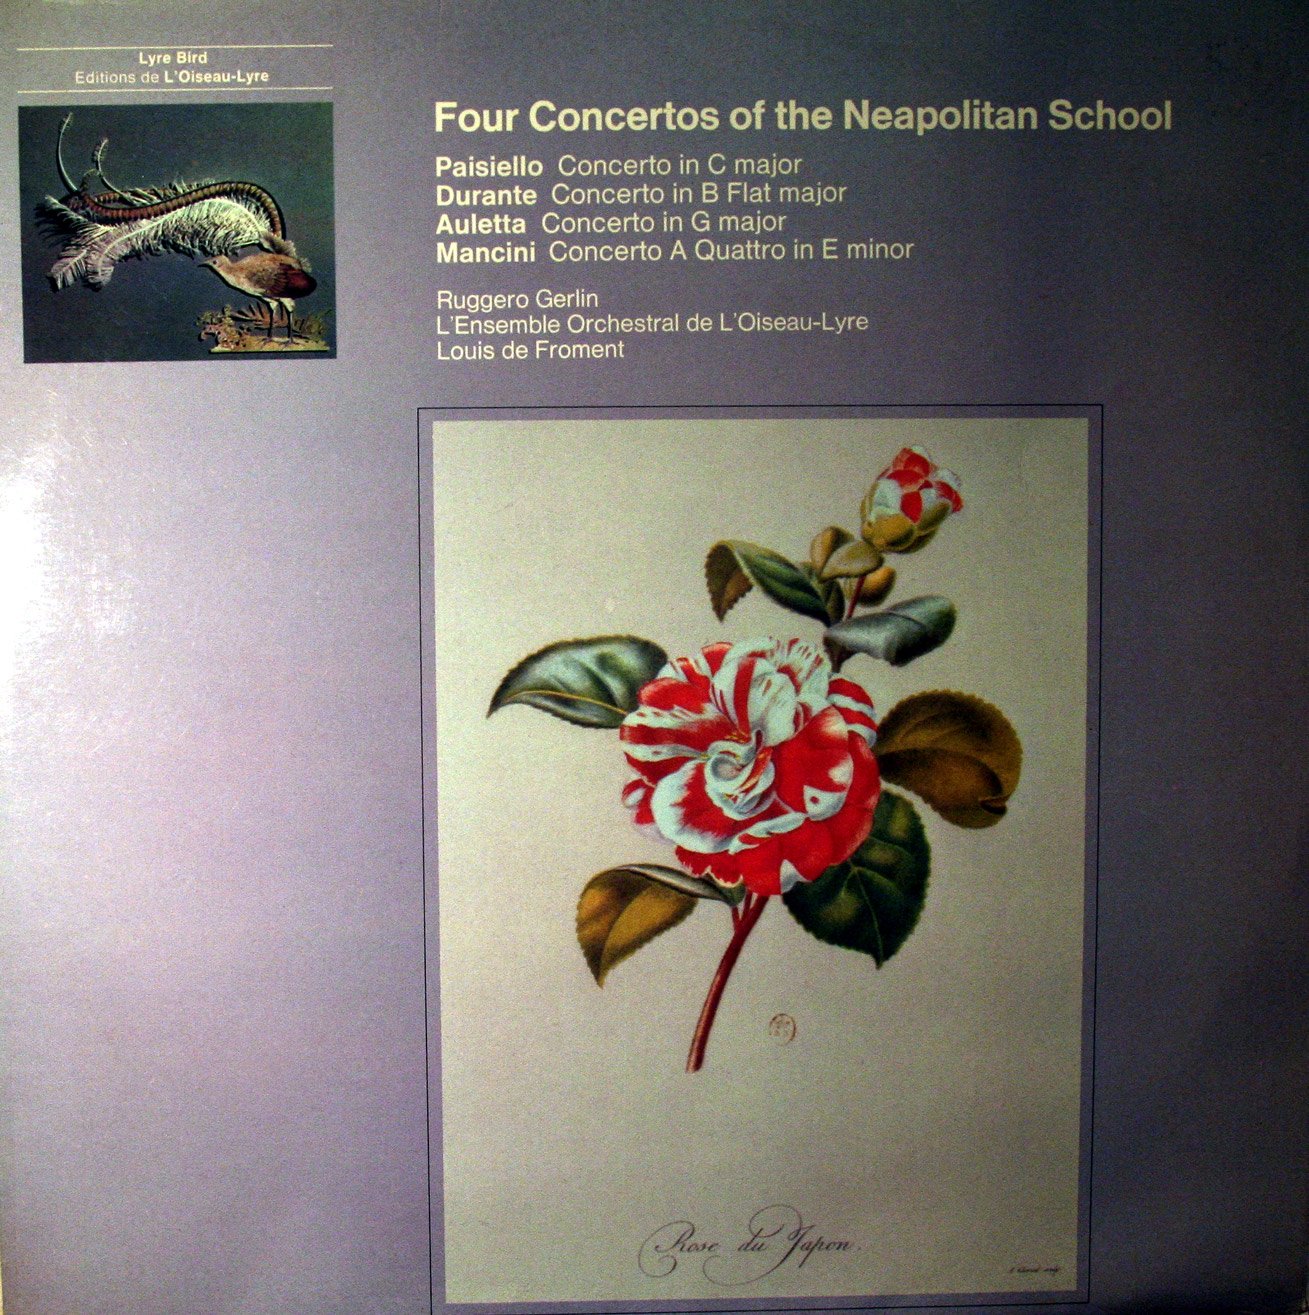 Lyre Bird
Editions de L'Oiseau-Lyre
Four Concertos of the Neapolitan School
Paisiello Concerto in C major
Durante Concerto in B Flat major
Auletta Concerto in G major
Mancini Concerto A Quattro in E minor
Ruggero Gerlin
L'Ensemble Orchestral de L'Oiseau-Lyre
Louis de Froment
Rose du Japon.